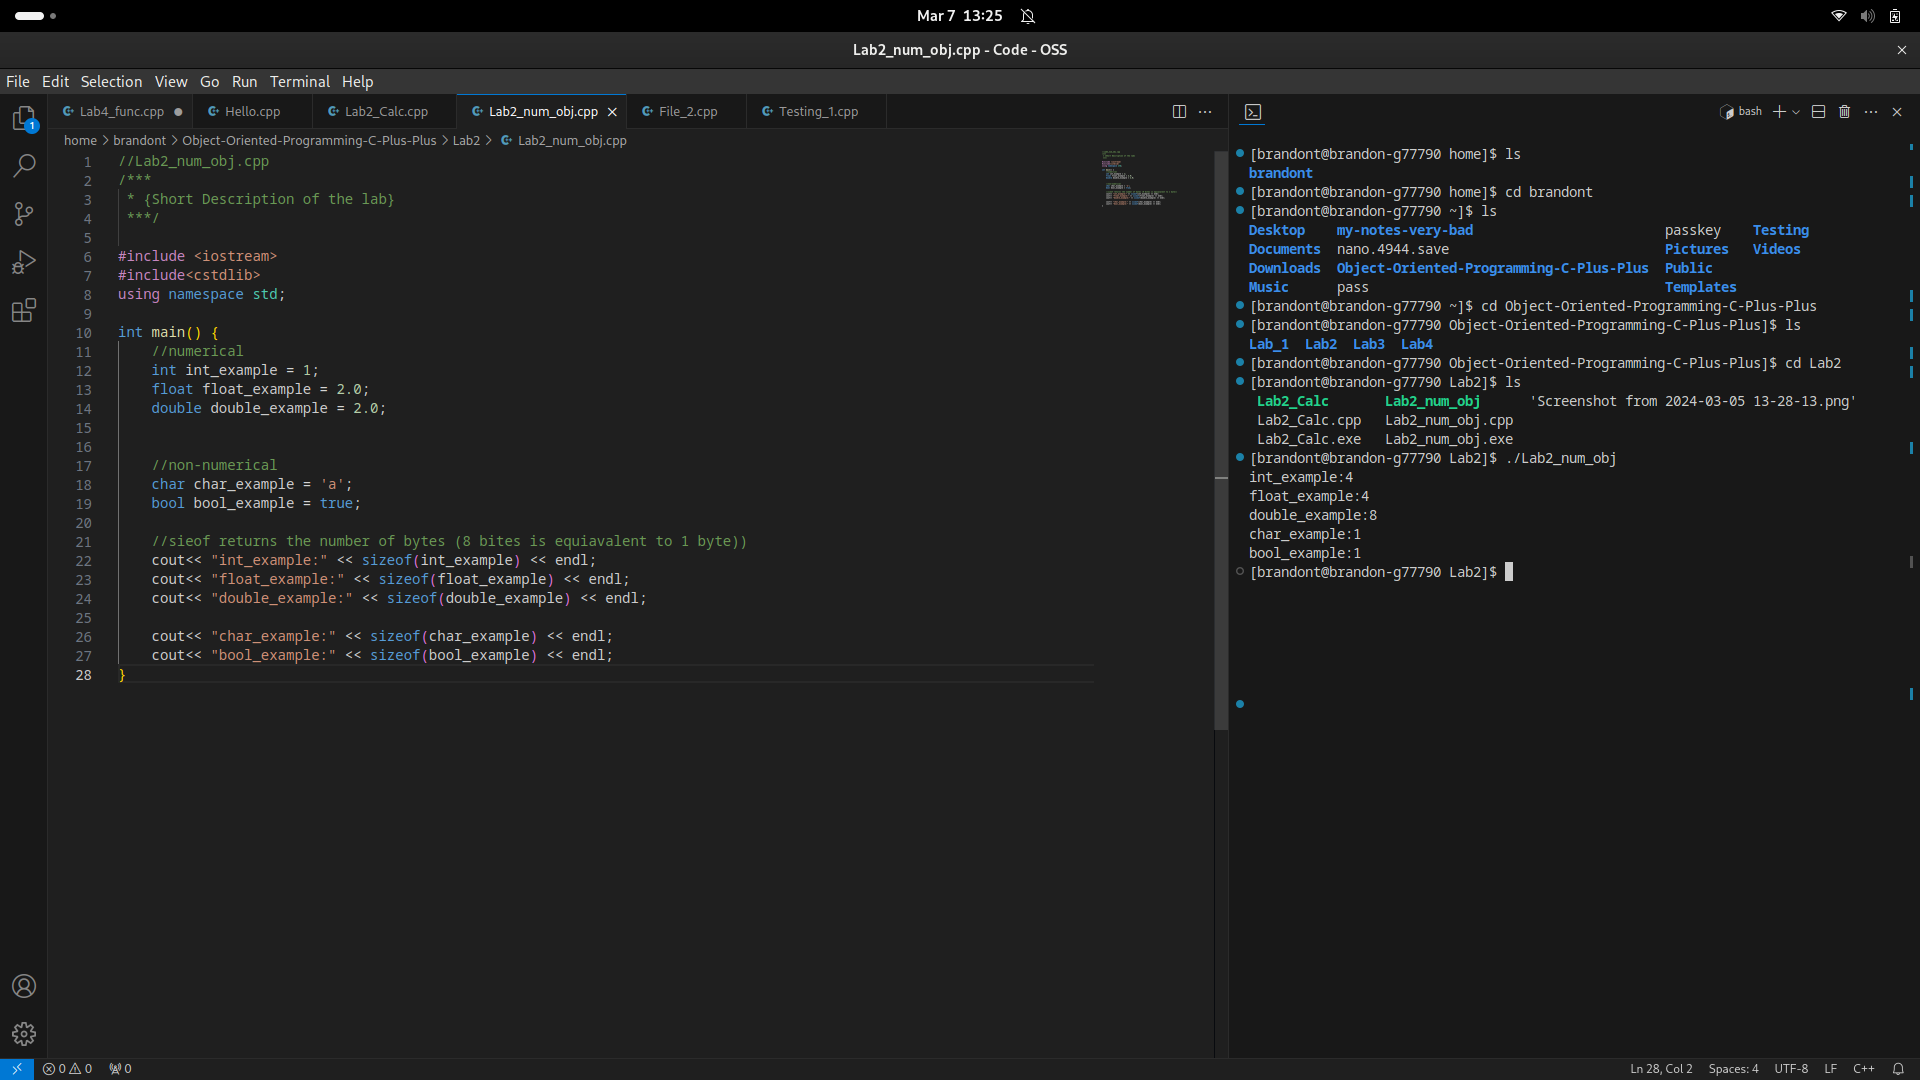 Mar 7 13:25
Lab2_num_obj.cpp - Code - OSS
File Edit Selection View Go Run Terminal Help
Lab4_func.cpp Hello.cpp Lab2_Calc.cpp Lab2_num_obj.cpp File_2.cpp Testing_1.cpp
home > brandont > Object-Oriented-Programming-C-Plus-Plus > Lab2 > Lab2_num_obj.cpp
1 //Lab2_num_obj.cpp
2 /***
3 * {Short Description of the lab}
4 ***/
5
6 #include <iostream>
7 #include<cstdlib>
8 using namespace std;
9
10 int main() {
11 //numerical
12 int int_example = 1;
13 float float_example = 2.0;
14 double double_example = 2.0;
15
16
17 //non-numerical
18 char char_example = 'a';
19 bool bool_example = true;
20
21 //sieof returns the number of bytes (8 bites is equiavalent to 1 byte))
22 cout<< "int_example:" << sizeof(int_example) << endl;
23 cout<< "float_example:" << sizeof(float_example) << endl;
24 cout<< "double_example:" << sizeof(double_example) << endl;
25
26 cout<< "char_example:" << sizeof(char_example) << endl;
27 cout<< "bool_example:" << sizeof(bool_example) << endl;
28 }
bash
[brandont@brandon-g77790 home]$ ls
brandont
[brandont@brandon-g77790 home]$ cd brandont
[brandont@brandon-g77790 ~]$ ls
Desktop my-notes-very-bad passkey Testing
Documents nano.4944.save Pictures Videos
Downloads Object-Oriented-Programming-C-Plus-Plus Public
Music pass Templates
[brandont@brandon-g77790 ~]$ cd Object-Oriented-Programming-C-Plus-Plus
[brandont@brandon-g77790 Object-Oriented-Programming-C-Plus-Plus]$ ls
Lab_1 Lab2 Lab3 Lab4
[brandont@brandon-g77790 Object-Oriented-Programming-C-Plus-Plus]$ cd Lab2
[brandont@brandon-g77790 Lab2]$ ls
Lab2_Calc Lab2_num_obj 'Screenshot from 2024-03-05 13-28-13.png'
Lab2_Calc.cpp Lab2_num_obj.cpp
Lab2_Calc.exe Lab2_num_obj.exe
[brandont@brandon-g77790 Lab2]$ ./Lab2_num_obj
int_example:4
float_example:4
double_example:8
char_example:1
bool_example:1
[brandont@brandon-g77790 Lab2]$
1
0 0 0
Ln 28, Col 2 Spaces: 4 UTF-8 LF C++